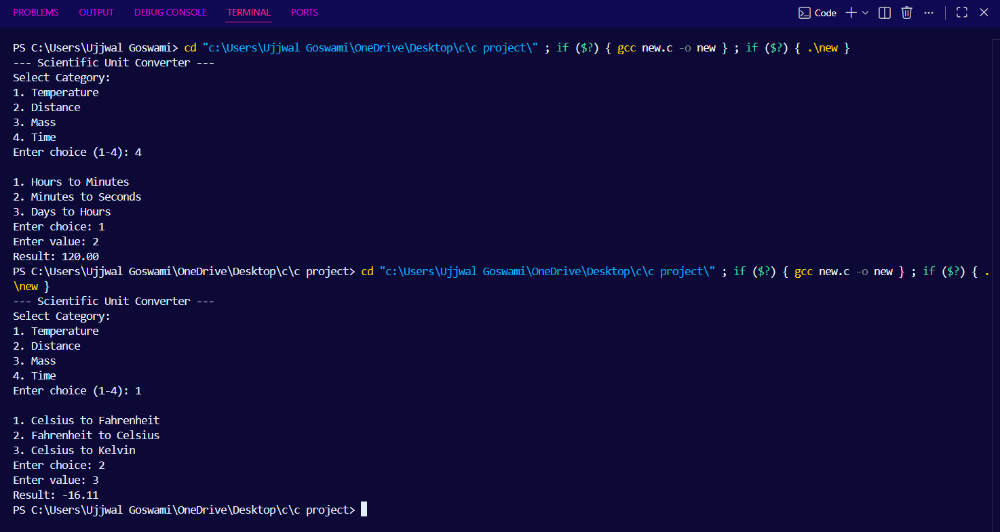 PROBLEMS OUTPUT DEBUG CONSOLE TERMINAL PORTS Code
PS C:\Users\Ujjwal Goswami> cd "c:\Users\Ujjwal Goswami\OneDrive\Desktop\c\c project\" ; if ($?) { gcc new.c -o new } ; if ($?) { .\new }
--- Scientific Unit Converter ---
Select Category:
1. Temperature
2. Distance
3. Mass
4. Time
Enter choice (1-4): 4
1. Hours to Minutes
2. Minutes to Seconds
3. Days to Hours
Enter choice: 1
Enter value: 2
Result: 120.00
PS C:\Users\Ujjwal Goswami\OneDrive\Desktop\c\c project> cd "c:\Users\Ujjwal Goswami\OneDrive\Desktop\c\c project\" ; if ($?) { gcc new.c -o new } ; if ($?) { .
\new }
--- Scientific Unit Converter ---
Select Category:
1. Temperature
2. Distance
3. Mass
4. Time
Enter choice (1-4): 1
1. Celsius to Fahrenheit
2. Fahrenheit to Celsius
3. Celsius to Kelvin
Enter choice: 2
Enter value: 3
Result: -16.11
PS C:\Users\Ujjwal Goswami\OneDrive\Desktop\c\c project>